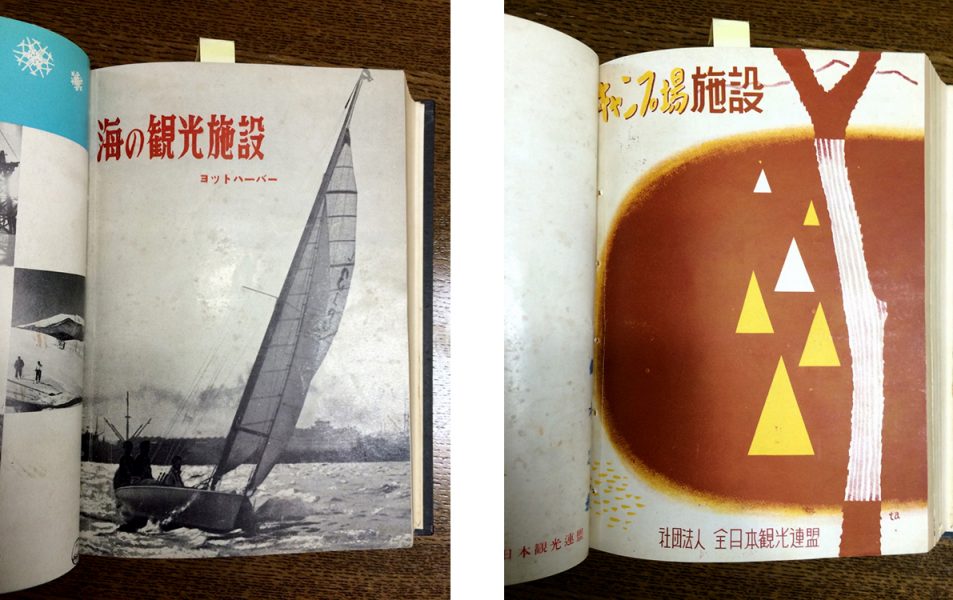 海の観光施設
ヨットハーバー
キャンプ場施設
社団法人 全日本観光連盟
日本観光連盟
ta